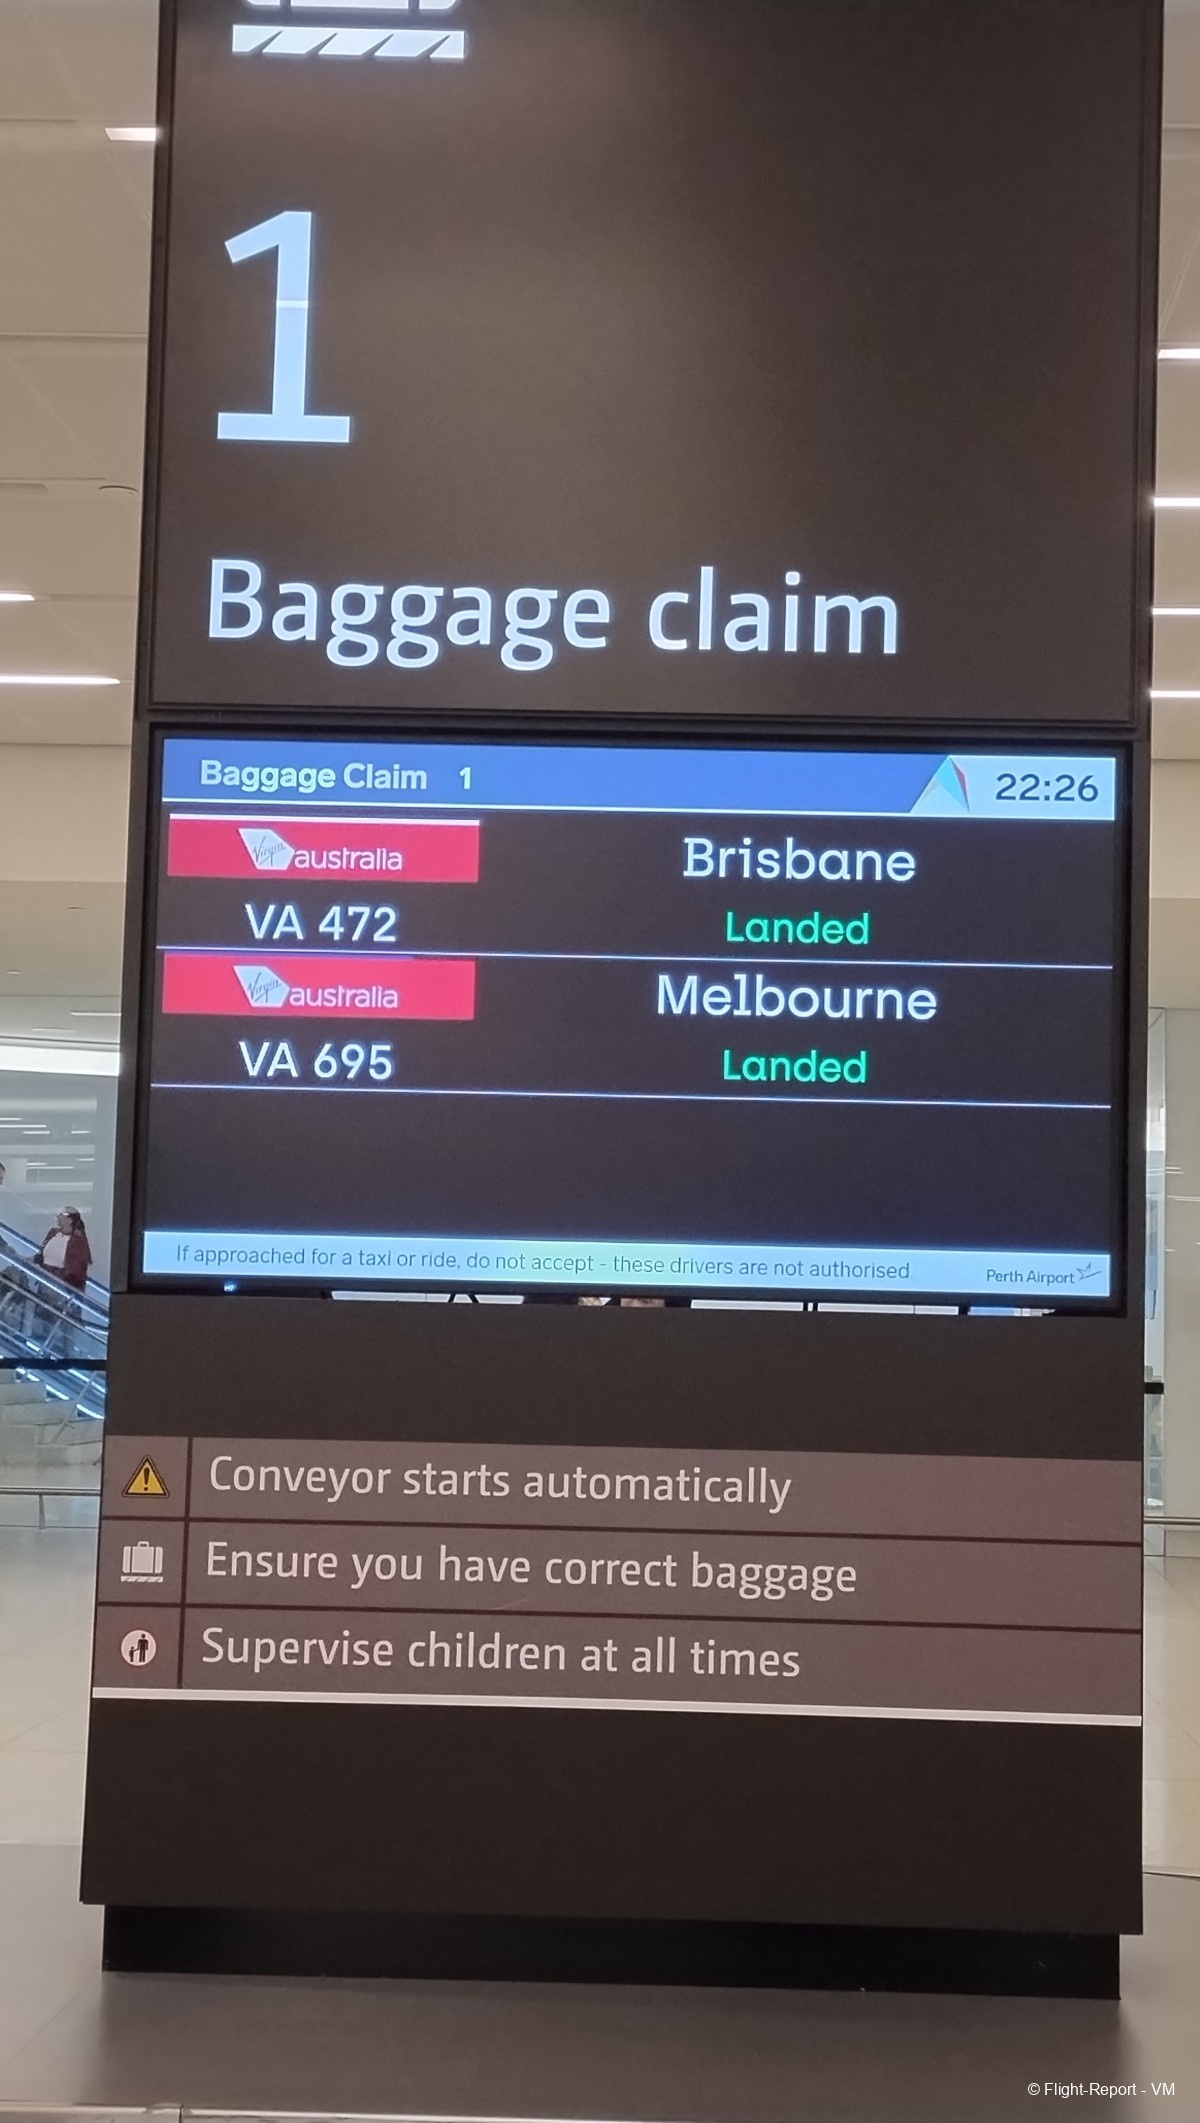 1
Baggage claim
Baggage Claim 1 22:26
Virgin australia Brisbane
VA 472 Landed
Virgin australia Melbourne
VA 695 Landed
If approached for a taxi or ride, do not accept - these drivers are not authorised Perth Airport
Conveyor starts automatically
Ensure you have correct baggage
Supervise children at all times
© Flight-Report - VM